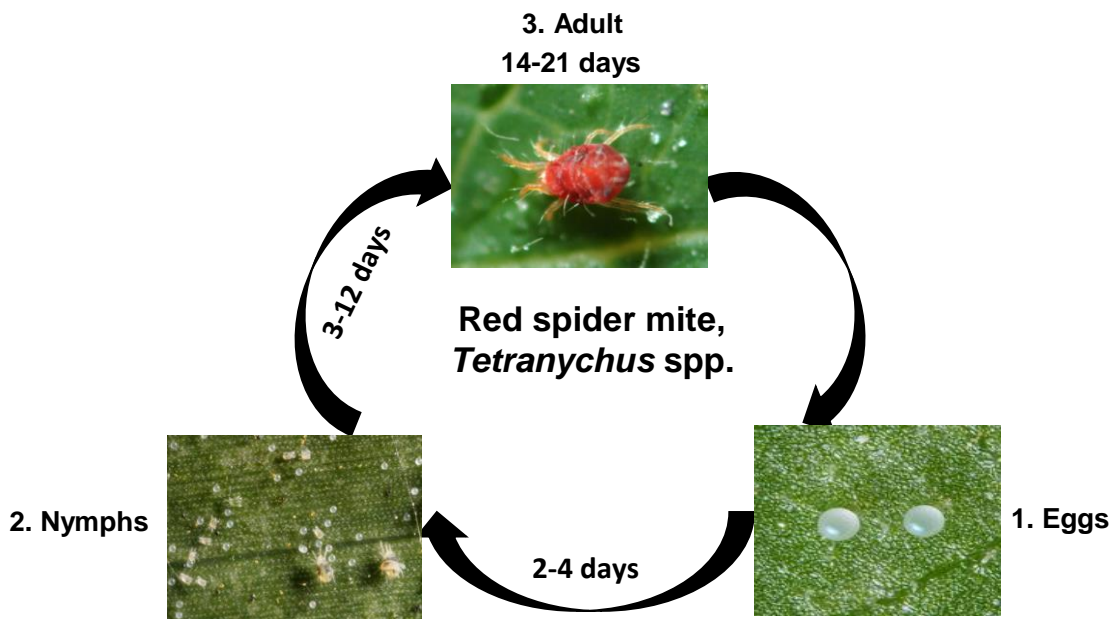 3. Adult
14-21 days
3-12 days
Red spider mite,
Tetranychus spp.
2. Nymphs
1. Eggs
2-4 days